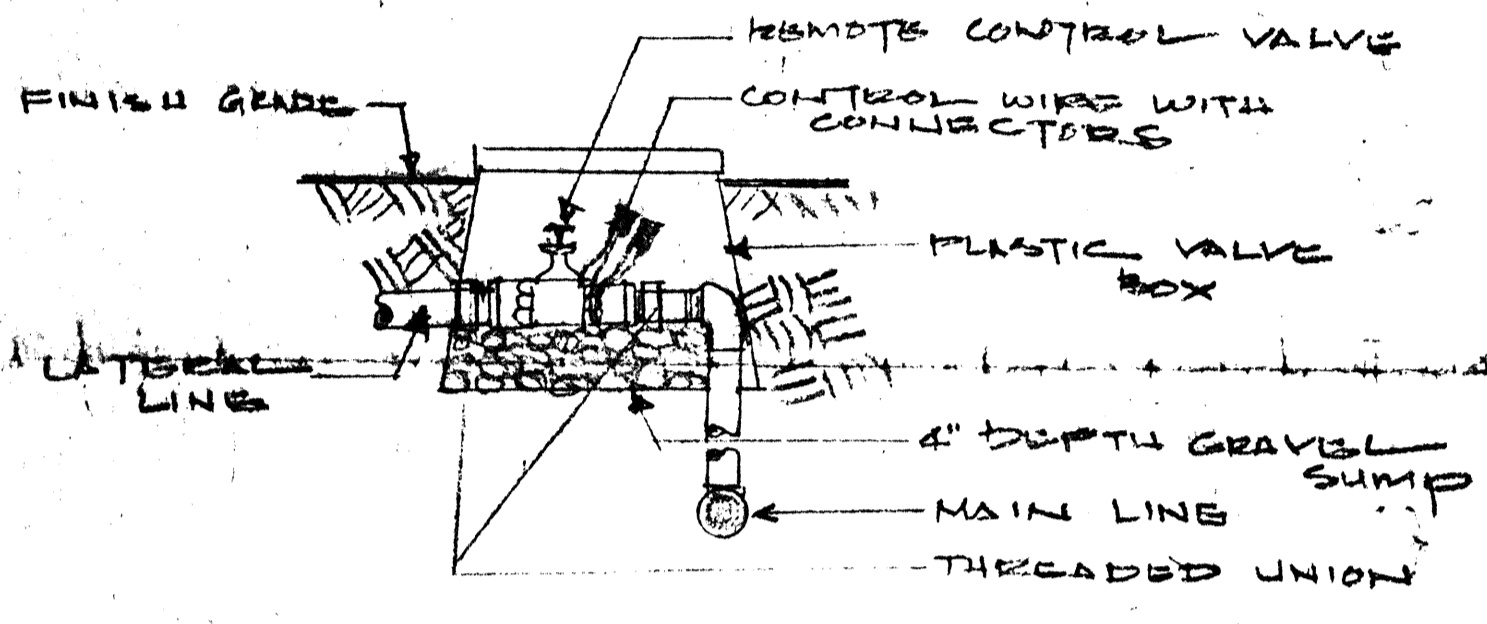 REMOTE CONTROL VALVE
FINISH GRADE
CONTROL WIRE WITH
CONNECTORS
PLASTIC VALVE
BOX
LATERAL
LINE
4" DEPTH GRAVEL
SUMP
MAIN LINE
THREADED UNION